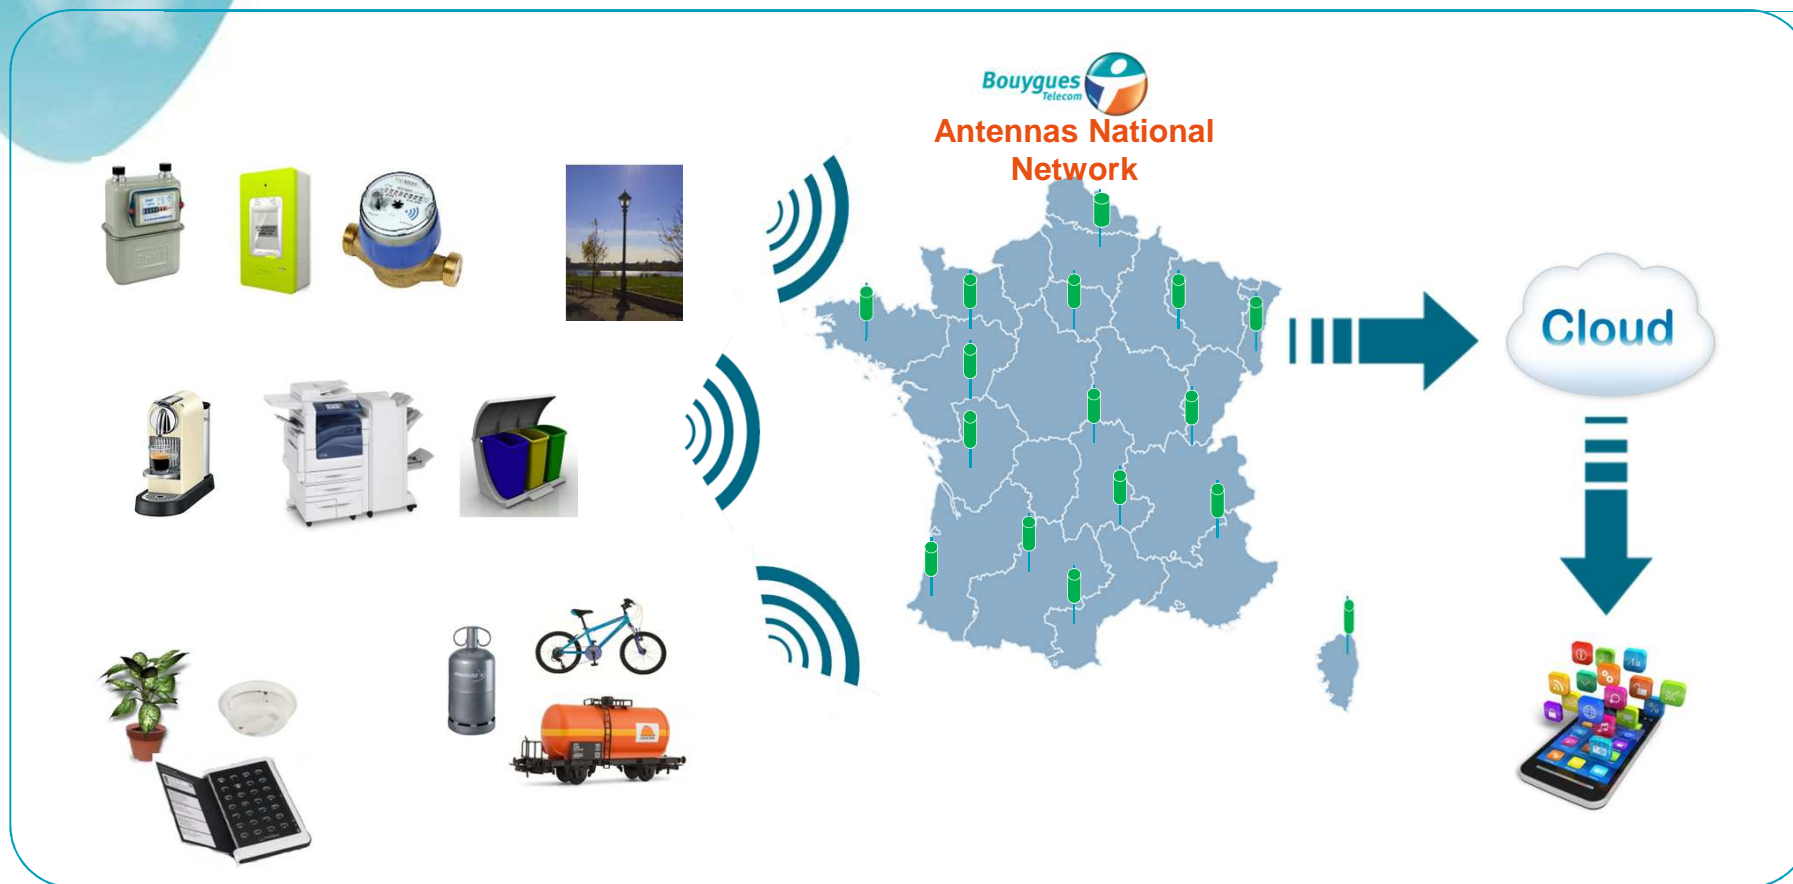 Bouygues
Telecom
Antennas National
Network
Cloud